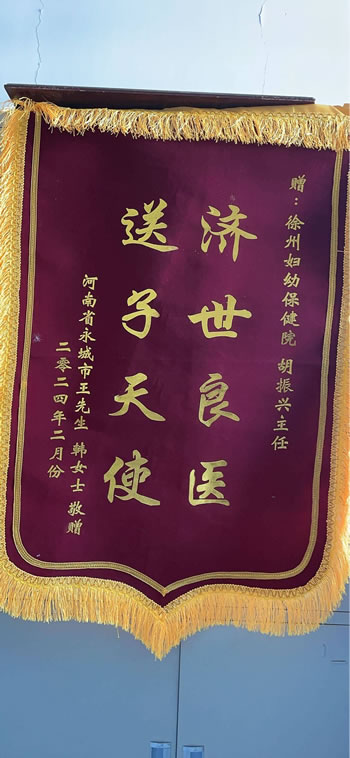 赠：徐州妇幼保健院 胡振兴主任
济世良医
送子天使
河南省永城市王先生 韩女士 敬赠
二零二四年二月份